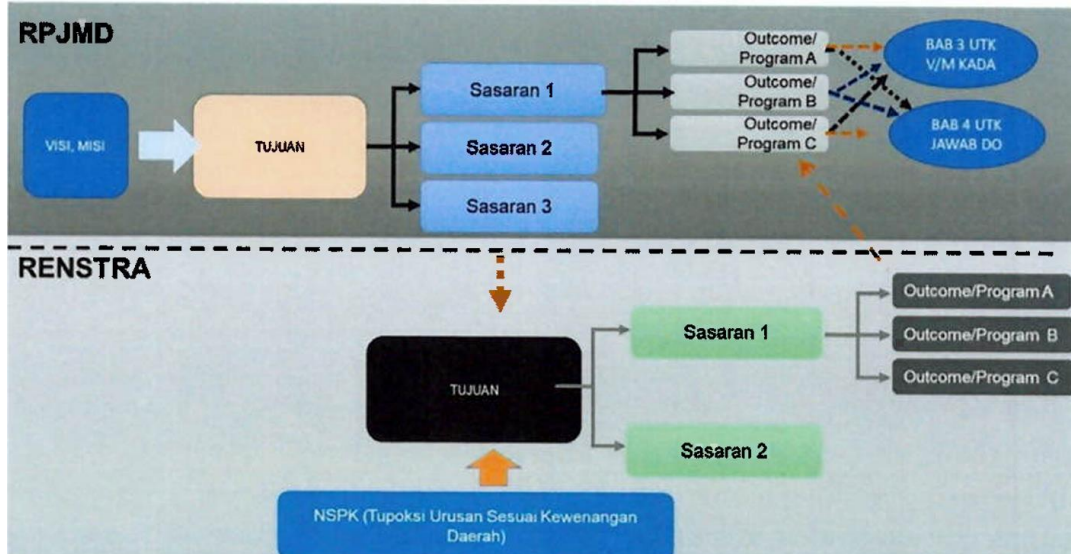 RPJMD
VISI, MISI
TUJUAN
Sasaran 1
Sasaran 2
Sasaran 3
Outcome/
Program A
Outcome/
Program B
Outcome/
Program C
BAB 3 UTK
V/M KADA
BAB 4 UTK
JAWAB DO
RENSTRA
TUJUAN
Sasaran 1
Sasaran 2
Outcome/Program A
Outcome/Program B
Outcome/Program C
NSPK (Tupoksi Urusan Sesuai Kewenangan
Daerah)